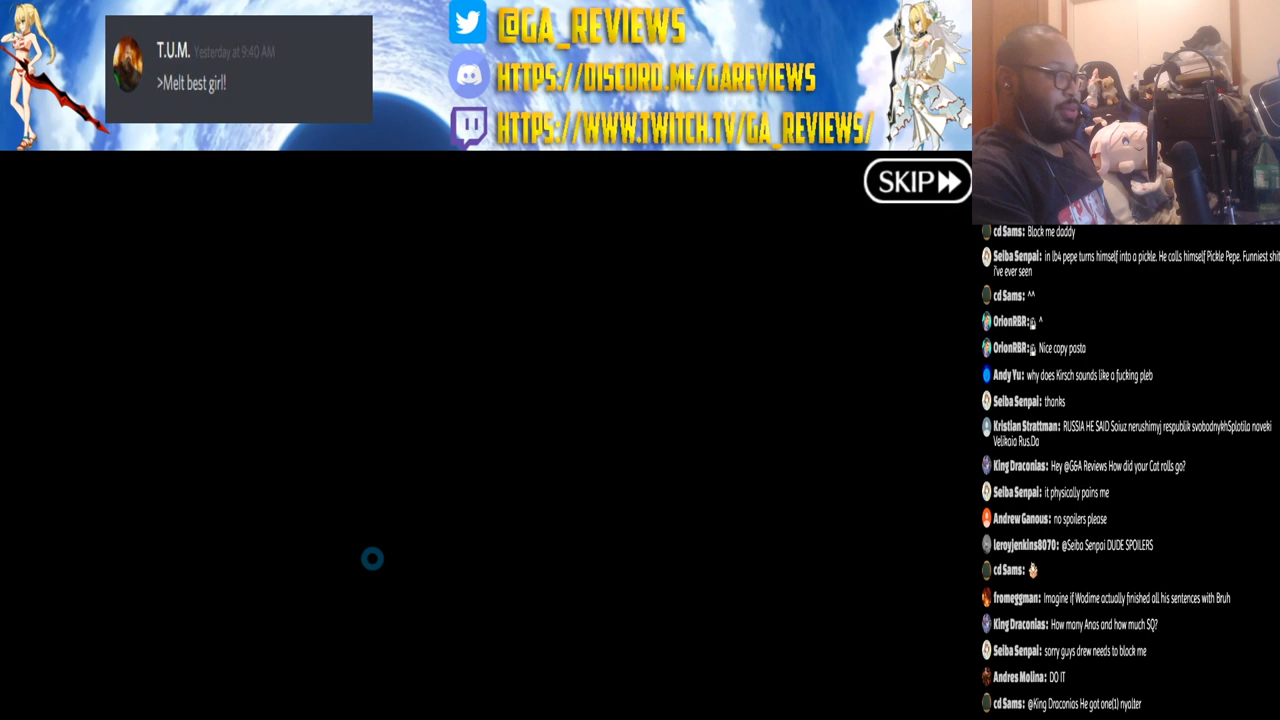 T.U.M. Yesterday at 9:40 AM
>Melt best girl!
@GA_REVIEWS
HTTPS://DISCORD.ME/GAREVIEWS
HTTPS://WWW.TWITCH.TV/GA_REVIEWS/
SKIP
cd Sams: Block me daddy
Seiba Senpai: in lb4 pepe turns himself into a pickle. He calls himself Pickle Pepe. Funniest shit
i've ever seen
cd Sams: ^^
OrionRBR: ^
OrionRBR: Nice copy pasta
Andy Yu: why does Kirsch sounds like a fucking pleb
Seiba Senpai: thanks
Kristian Strattman: RUSSIA HE SAID Soiuz nerushimyj respublik svobodnykhSplotila naveki
Velikaia Rus.Da
King Draconias: Hey @G&A Reviews How did your Cat rolls go?
Seiba Senpai: it physically pains me
Andrew Ganous: no spoilers please
leroyjenkins8070: @Seiba Senpai DUDE SPOILERS
cd Sams:
fromeggman: Imagine if Wodime actually finished all his sentences with Bruh
King Draconias: How many Anas and how much SQ?
Seiba Senpai: sorry guys drew needs to block me
Andres Molina: DO IT
cd Sams: @King Draconias He got one(1) nyalter